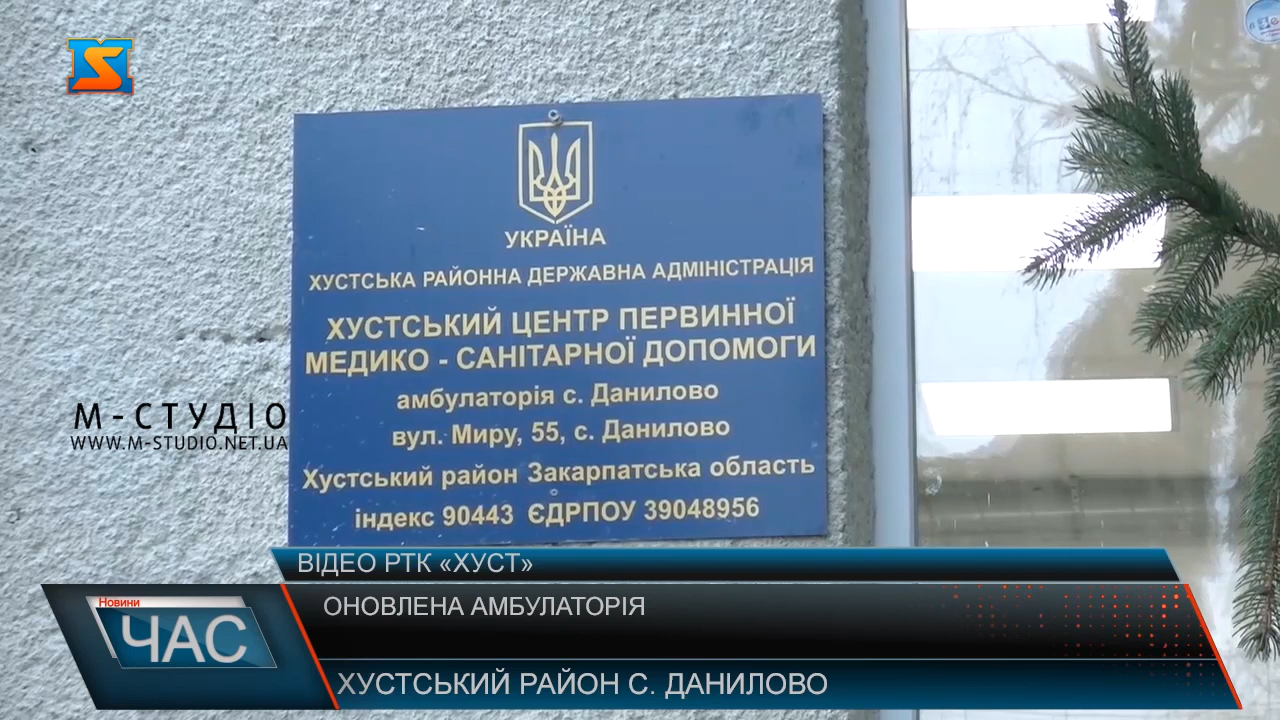 УКРАЇНА
ХУСТСЬКА РАЙОННА ДЕРЖАВНА АДМІНІСТРАЦІЯ
ХУСТСЬКИЙ ЦЕНТР ПЕРВИННОЇ
МЕДИКО - САНІТАРНОЇ ДОПОМОГИ
амбулаторія с. Данилово
вул. Миру, 55, с. Данилово
Хустський район Закарпатська область
індекс 90443 ЄДРПОУ 39048956
М-СТУДІО
WWW.M-STUDIO.NET.UA
ВІДЕО РТК «ХУСТ»
Новини
ЧАС
ОНОВЛЕНА АМБУЛАТОРІЯ
ХУСТСЬКИЙ РАЙОН С. ДАНИЛОВО